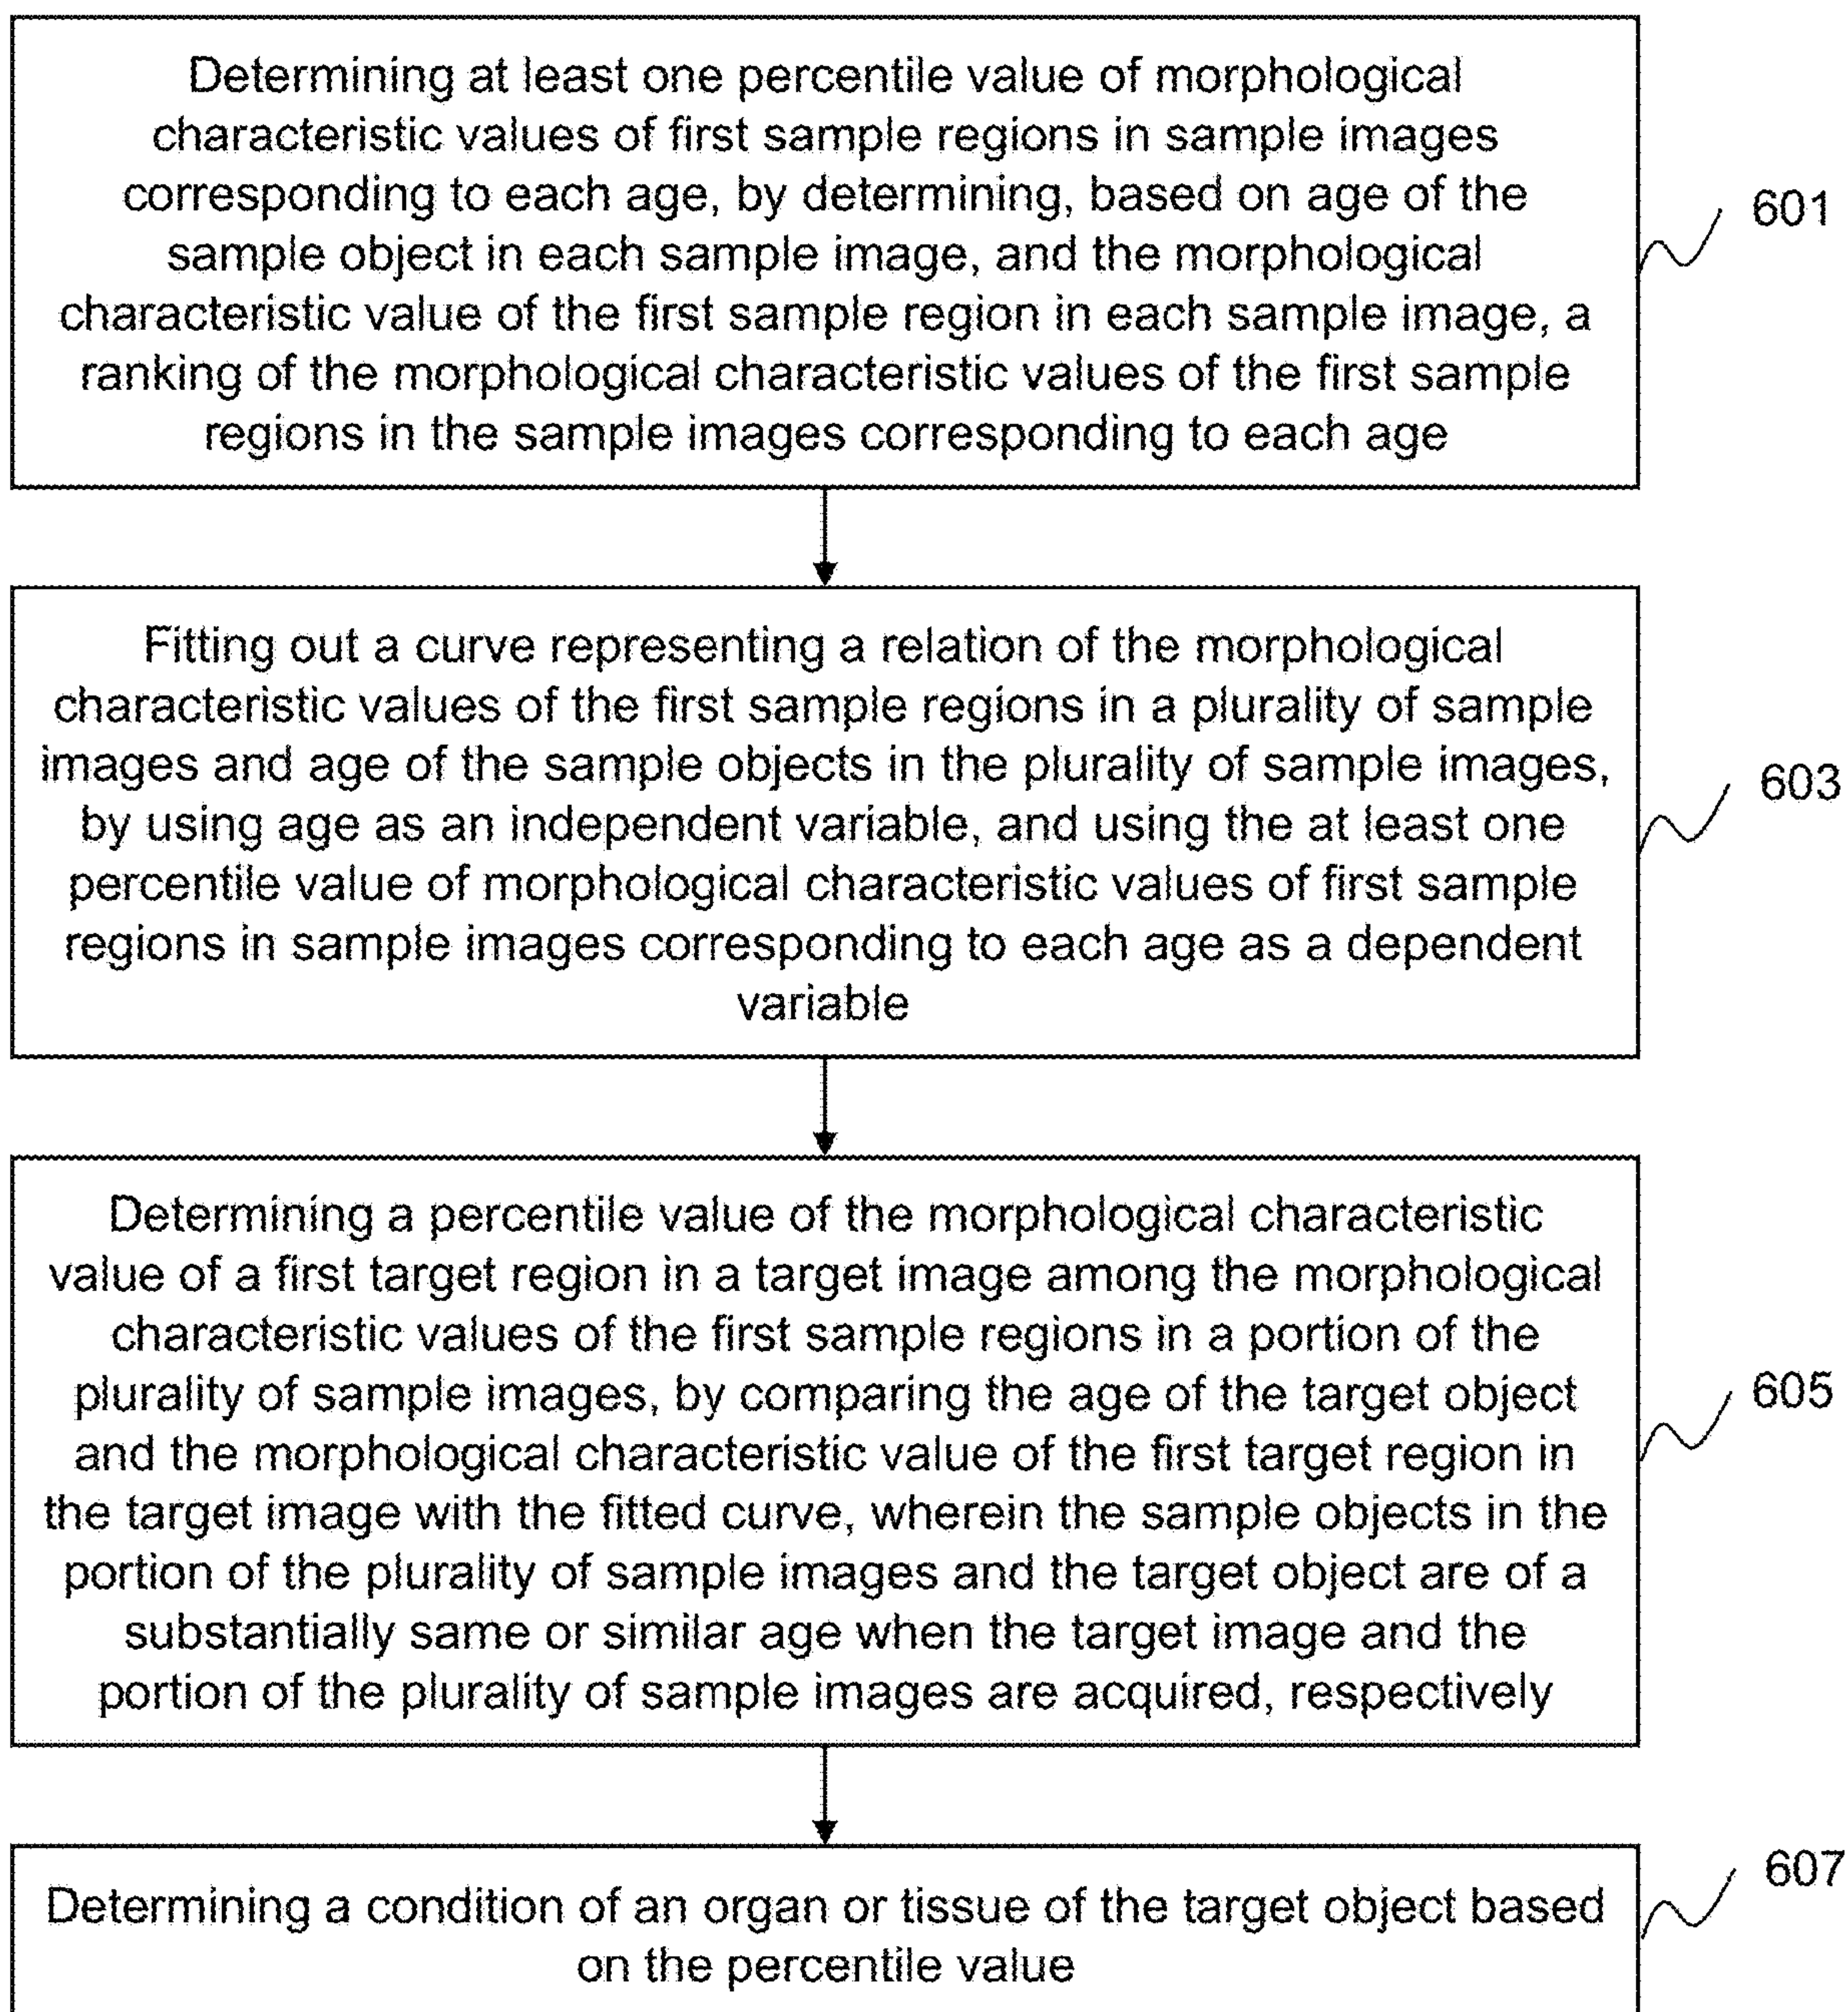 Determining at least one percentile value of morphological
characteristic values of first sample regions in sample images
corresponding to each age, by determining, based on age of the
sample object in each sample image, and the morphological
characteristic value of the first sample region in each sample image, a
ranking of the morphological characteristic values of the first sample
regions in the sample images corresponding to each age
601
Fitting out a curve representing a relation of the morphological
characteristic values of the first sample regions in a plurality of sample
images and age of the sample objects in the plurality of sample images,
by using age as an independent variable, and using the at least one
percentile value of morphological characteristic values of first sample
regions in sample images corresponding to each age as a dependent
variable
603
Determining a percentile value of the morphological characteristic
value of a first target region in a target image among the morphological
characteristic values of the first sample regions in a portion of the
plurality of sample images, by comparing the age of the target object
and the morphological characteristic value of the first target region in
the target image with the fitted curve, wherein the sample objects in the
portion of the plurality of sample images and the target object are of a
substantially same or similar age when the target image and the
portion of the plurality of sample images are acquired, respectively
605
Determining a condition of an organ or tissue of the target object based
on the percentile value
607